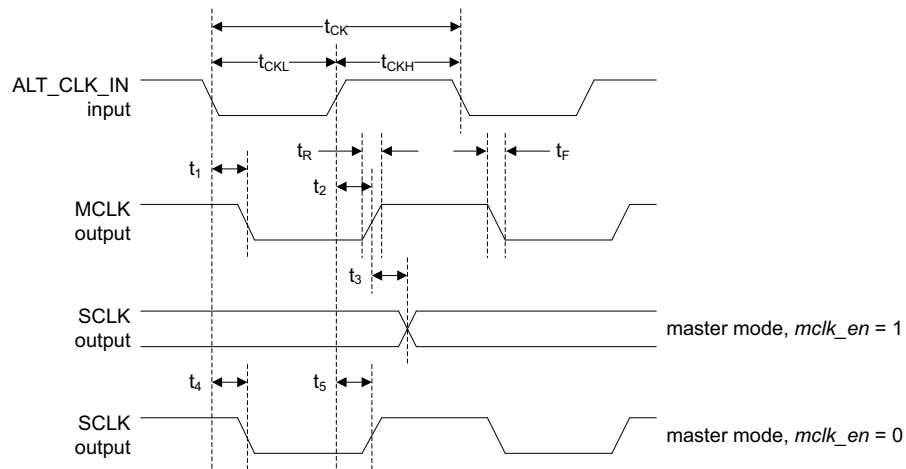 tCK
tCKL
tCKH
ALT_CLK_IN
input
t1
tR
t2
tF
MCLK
output
t3
SCLK
output
master mode, mclk_en = 1
t4
t5
SCLK
output
master mode, mclk_en = 0